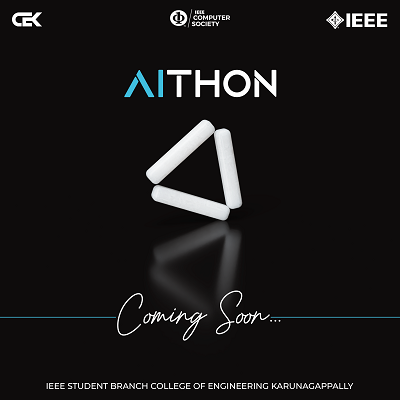 CEK
IEEE
COMPUTER
SOCIETY
IEEE
AITHON
Coming Soon...
IEEE STUDENT BRANCH COLLEGE OF ENGINEERING KARUNAGAPPALLY